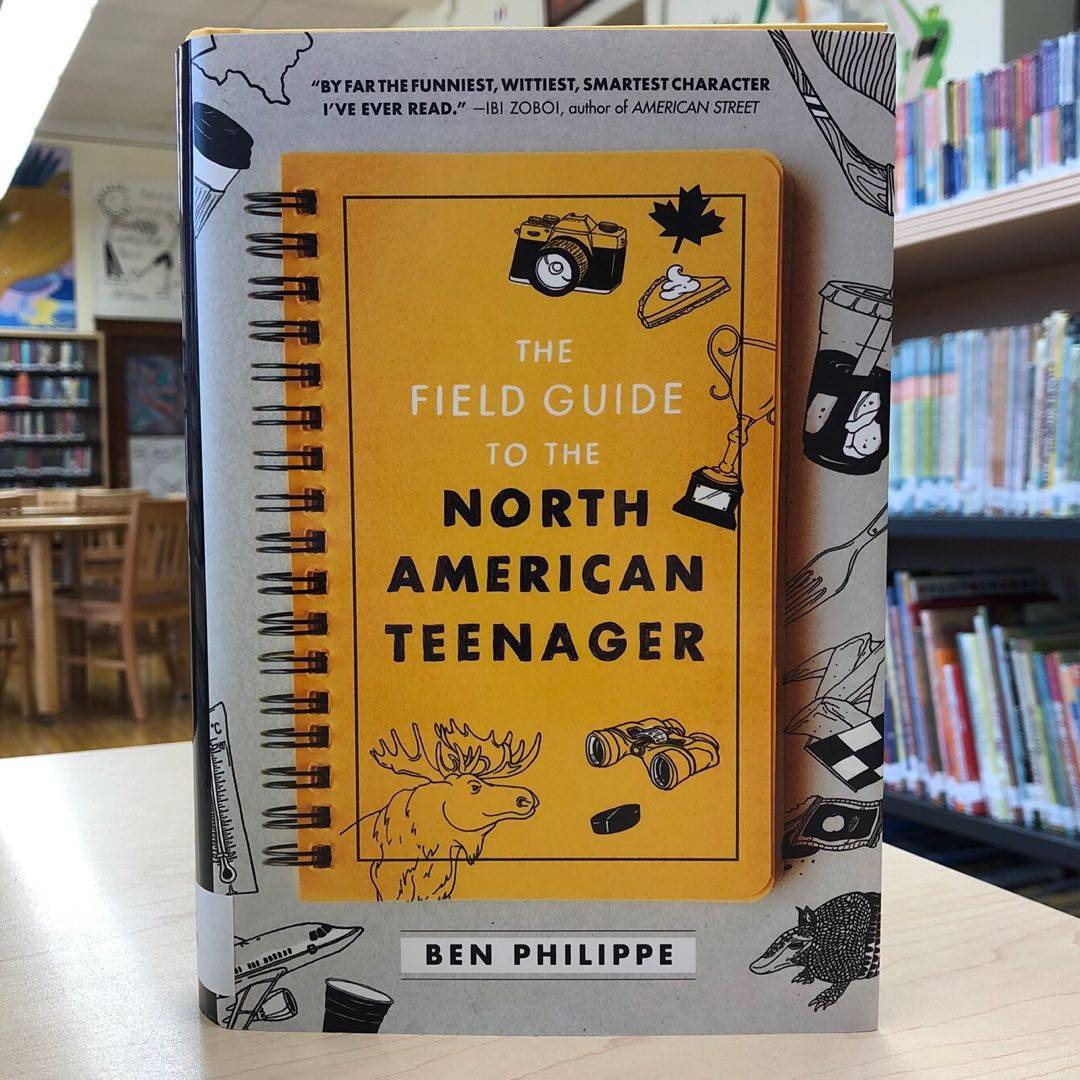 “BY FAR THE FUNNIEST, WITTIEST, SMARTEST CHARACTER
I’VE EVER READ.” —IBI ZOBOI, author of AMERICAN STREET
THE
FIELD GUIDE
TO THE
NORTH
AMERICAN
TEENAGER
BEN PHILIPPE